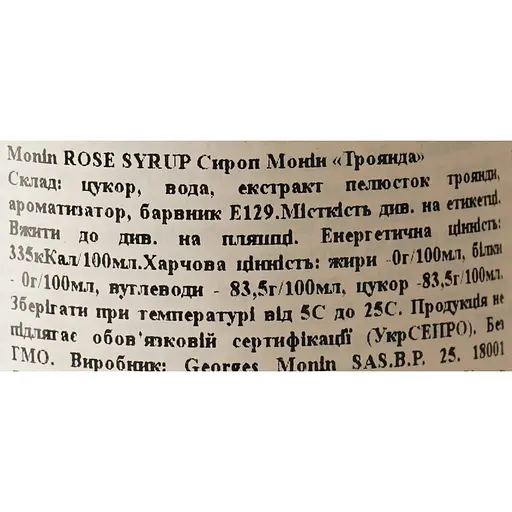 Monin ROSE SYRUP Сироп Монін «Троянда»
Склад: цукор, вода, екстракт пелюсток троянди,
ароматизатор, барвник Е129.Місткість див. на етикетці.
Вжити до див. на пляшці. Енергетична цінність:
335кКал/100мл.Харчова цінність: жири -0г/100мл, білки
- 0г/100мл, вуглеводи - 83,5г/100мл, цукор -83,5г/100мл.
Зберігати при температурі від 5С до 25С. Продукція не
підлягає обов'язковій сертифікації (УкрСЕПРО). Без
ГМО. Виробник: Georges Monin SAS.B.P. 25. 18001